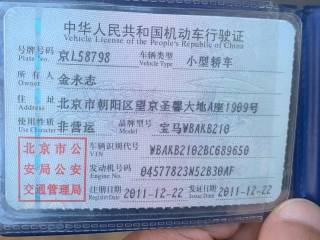 中华人民共和国机动车行驶证
Vehicle License of the People's Republic of China
号牌号码 京L58798 车辆类型 小型轿车
Plate No. Vehicle Type
所有人 金永志
Owner
住址 北京市朝阳区望京圣馨大地A座1909号
Address
使用性质 非营运 品牌型号 宝马WBAKB210
Use Character Model
北京市公安局公安交通管理局
车辆识别代号 WBAKB2102BC689650
VIN
发动机号码 04577823N52B30AF
Engine No.
注册日期 2011-12-22 发证日期 2011-12-22
Register Date Issue Date